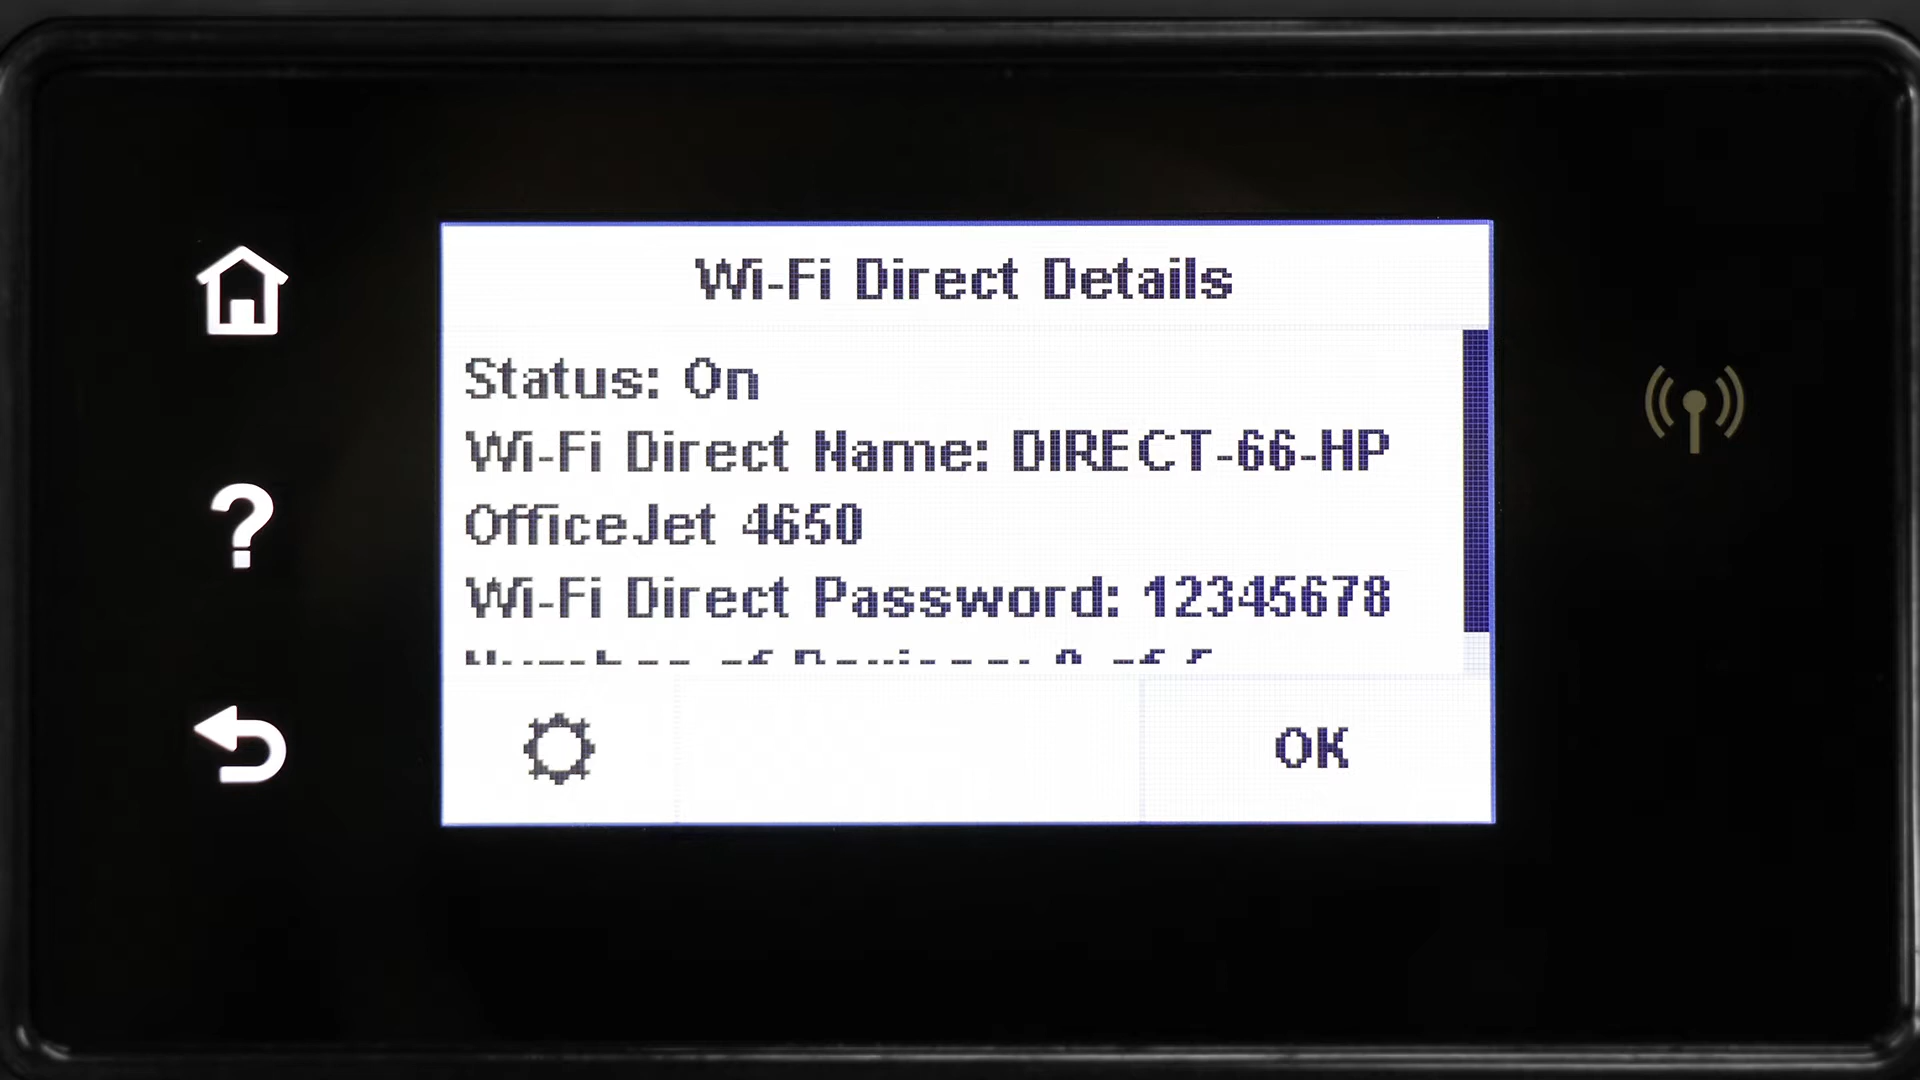 Wi-Fi Direct Details
Status: On
Wi-Fi Direct Name: DIRECT-66-HP
OfficeJet 4650
Wi-Fi Direct Password: 12345678
OK